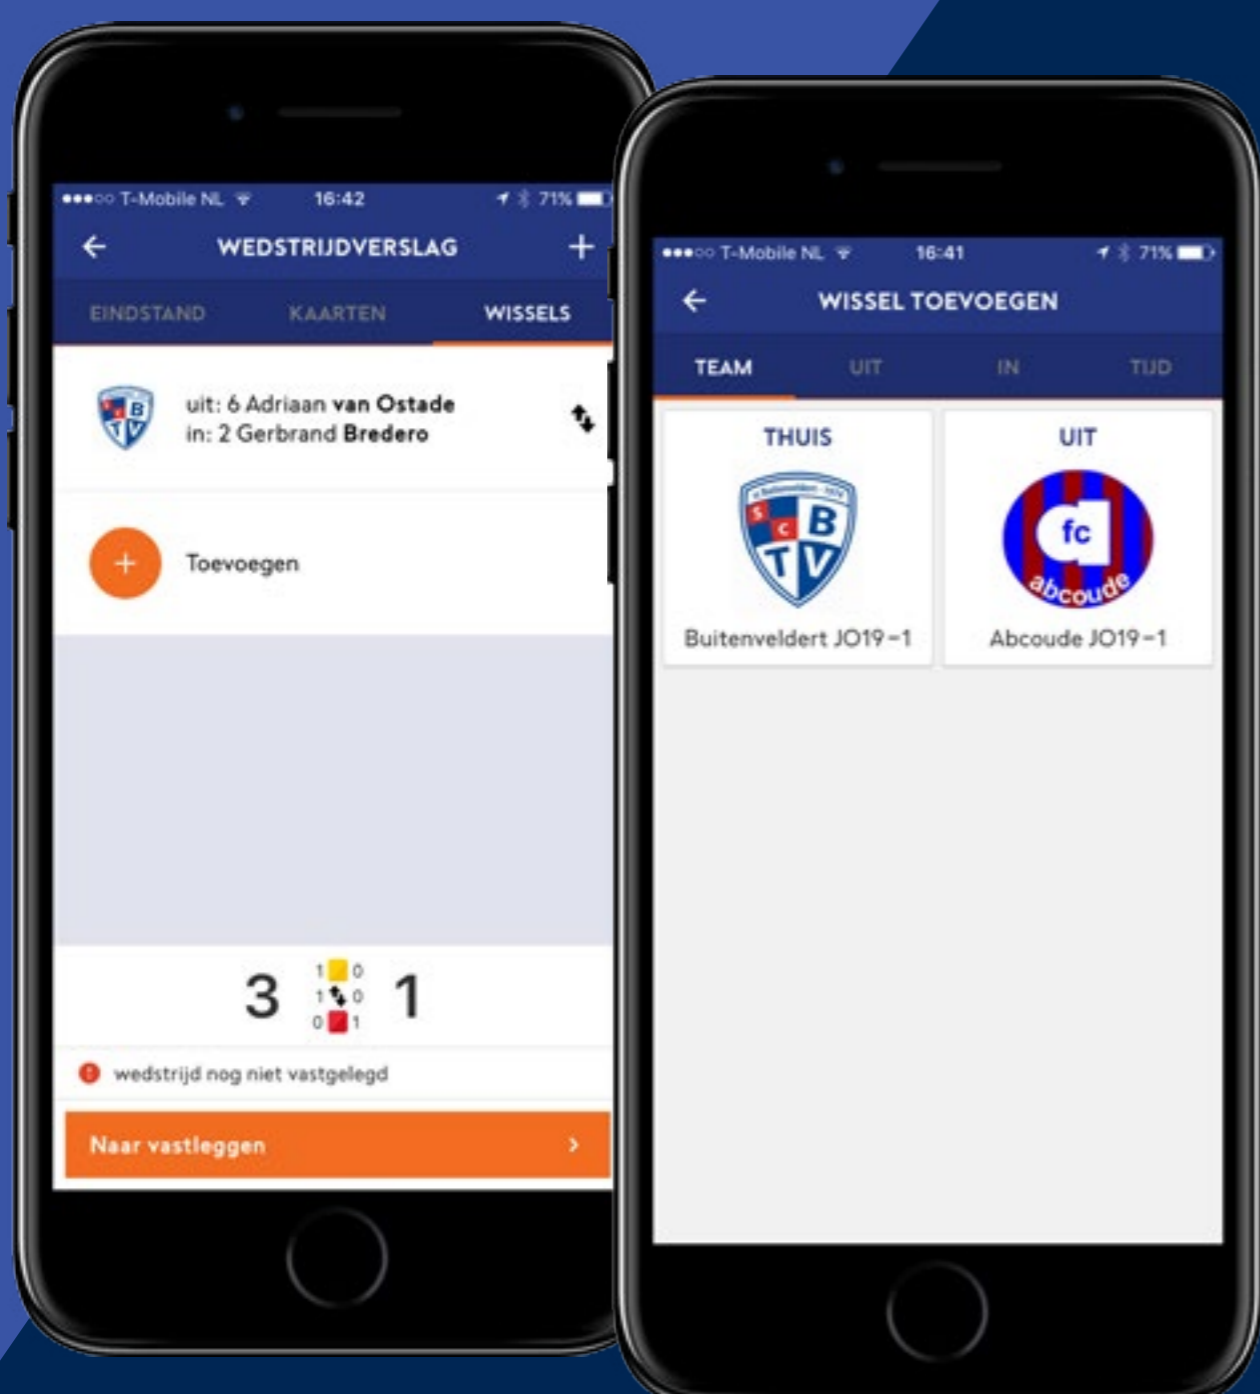 T-Mobile NL 16:42 71%
WEDSTRIJDVERSLAG +
EINDSTAND KAARTEN WISSELS
SC B
TV
uit: 6 Adriaan van Ostade
in: 2 Gerbrand Bredero
+ Toevoegen
3 1
1 0
1 0
0 1
wedstrijd nog niet vastgelegd
Naar vastleggen >
T-Mobile NL 16:41 71%
WISSEL TOEVOEGEN
TEAM UIT IN TIJD
THUIS
S C B
T V
Buitenveldert JO19-1
UIT
fc
abcoude
Abcoude JO19-1